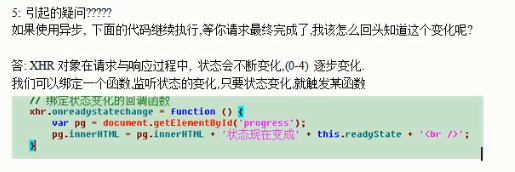 5: 引起的疑问?????
如果使用异步, 下面的代码继续执行,等你请求最终完成了,我该怎么回头知道这个变化呢?
答: XHR 对象在请求与响应过程中, 状态会不断变化,(0-4) 逐步变化.
我们可以绑定一个函数,监听状态的变化,只要状态变化,就触发某函数
// 绑定状态变化的回调函数
xhr.onreadystatechange = function () {
var pg = document.getElementById('progress');
pg.innerHTML = pg.innerHTML + '状态现在变成' + this.readyState + '<br />';
}